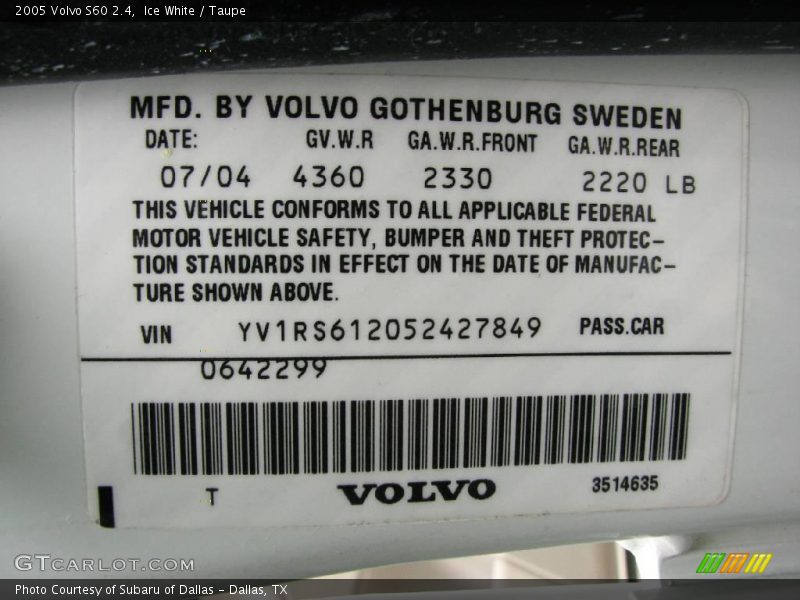 2005 Volvo S60 2.4, Ice White / Taupe
MFD. BY VOLVO GOTHENBURG SWEDEN
DATE: GV.W.R GA.W.R.FRONT GA.W.R.REAR
07/04 4360 2330 2220 LB
THIS VEHICLE CONFORMS TO ALL APPLICABLE FEDERAL
MOTOR VEHICLE SAFETY, BUMPER AND THEFT PROTEC-
TION STANDARDS IN EFFECT ON THE DATE OF MANUFAC-
TURE SHOWN ABOVE.
VIN YV1RS612052427849 PASS.CAR
0642299
T VOLVO 3514635
GTCARLOT.COM
Photo Courtesy of Subaru of Dallas - Dallas, TX